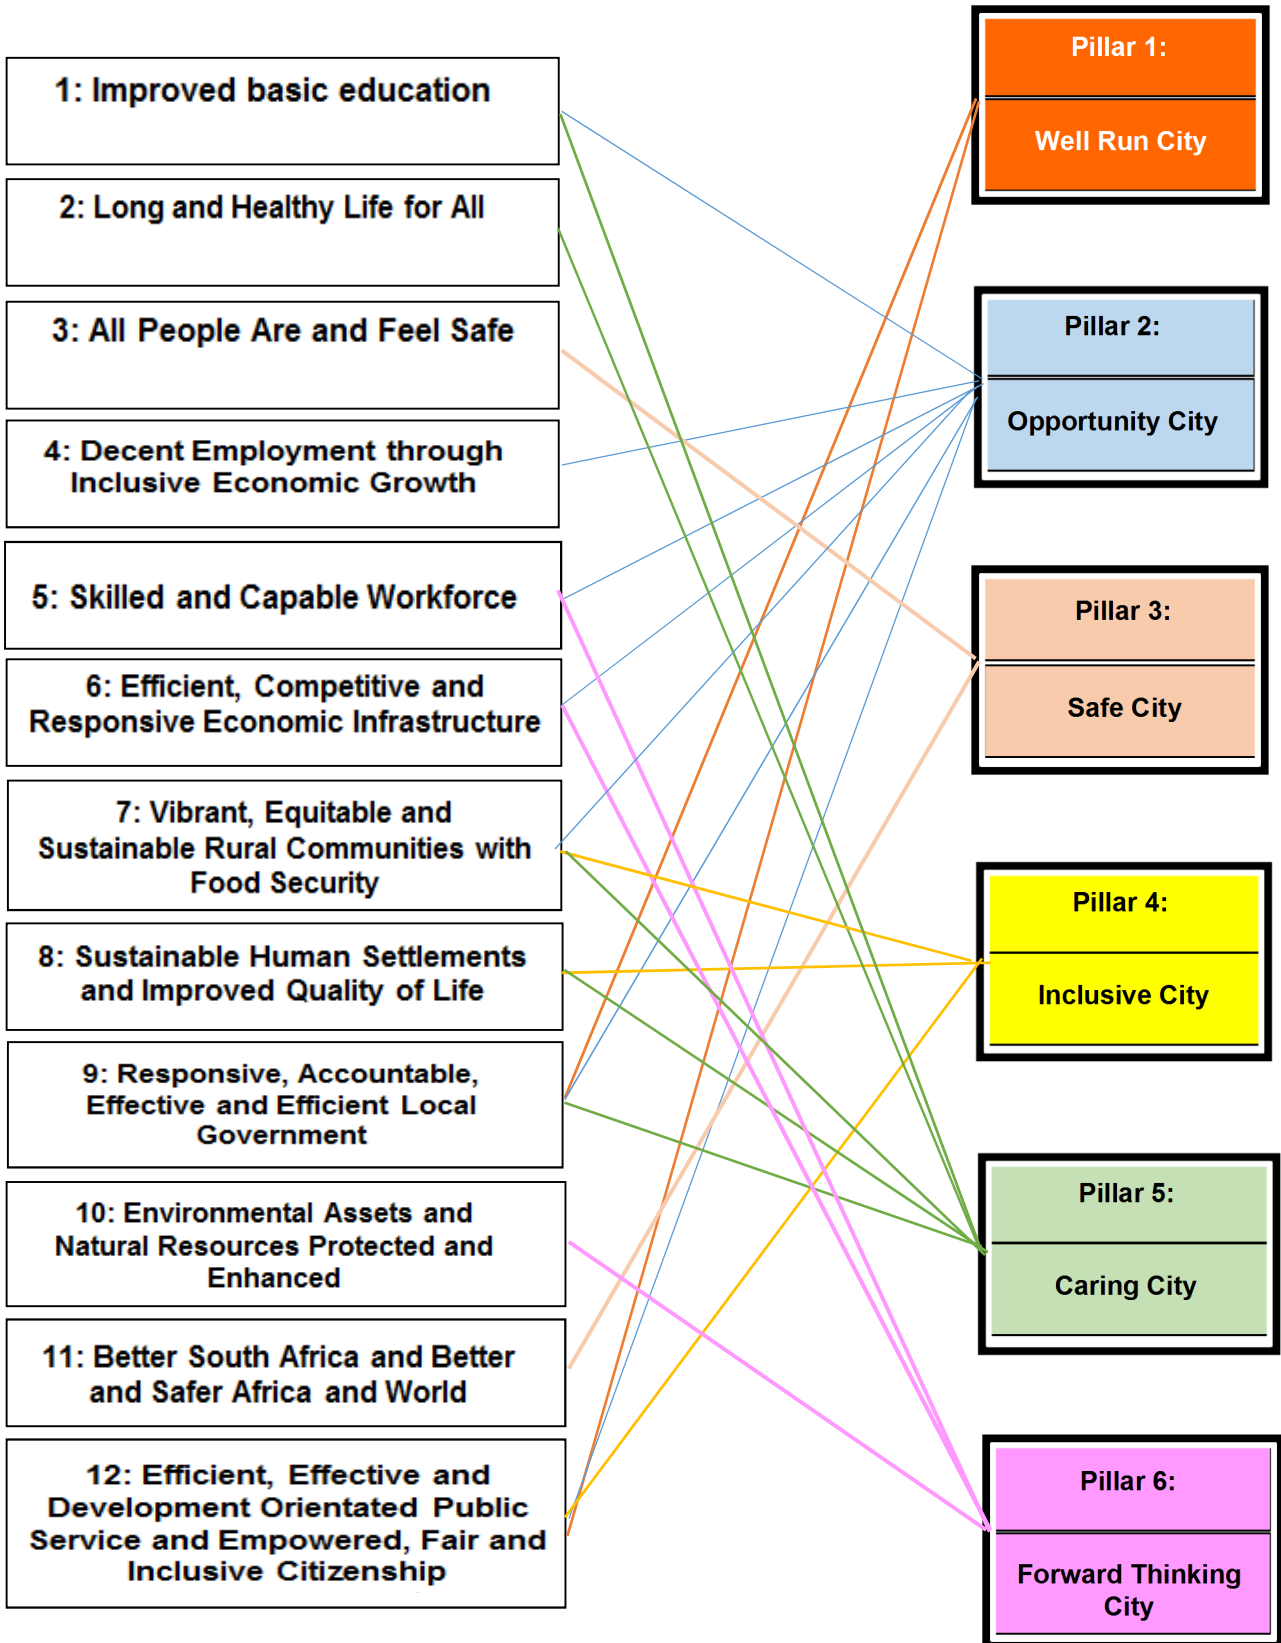 1: Improved basic education
2: Long and Healthy Life for All
3: All People Are and Feel Safe
4: Decent Employment through
Inclusive Economic Growth
5: Skilled and Capable Workforce
6: Efficient, Competitive and
Responsive Economic Infrastructure
7: Vibrant, Equitable and
Sustainable Rural Communities with
Food Security
8: Sustainable Human Settlements
and Improved Quality of Life
9: Responsive, Accountable,
Effective and Efficient Local
Government
10: Environmental Assets and
Natural Resources Protected and
Enhanced
11: Better South Africa and Better
and Safer Africa and World
12: Efficient, Effective and
Development Orientated Public
Service and Empowered, Fair and
Inclusive Citizenship
Pillar 1:
Well Run City
Pillar 2:
Opportunity City
Pillar 3:
Safe City
Pillar 4:
Inclusive City
Pillar 5:
Caring City
Pillar 6:
Forward Thinking
City